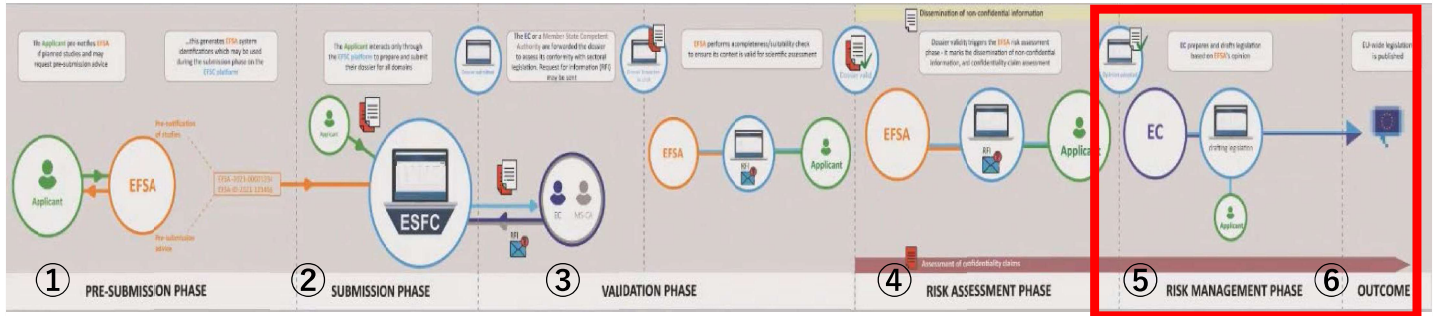 Dissemination of non-confidential information
The Applicant pre-notifies EFSA
if planned studies and may
request pre-submission advice
...this generates EFSA system
identifications which may be used
during the submission phase on the
EFSC platform
The Applicant interacts only through
the EFSC platform to prepare and submit
their dossier for all domains
The EC or a Member State Competent
Authority are forwarded the dossier
to assess its conformity with sectoral
legislation. Request for information (RFI)
may be sent
EFSA performs a completeness/suitability check
to ensure its content is valid for scientific assessment
Dossier validity triggers the EFSA risk assessment
phase - it marks the dissemination of non-confidential
information, and confidentiality claim assessment
EC prepares and drafts legislation
based on EFSA's opinion
EU-wide legislation
is published
Dossier valid
Pre-notification
of studies
Applicant
EFSA
Pre-submission
advice
Applicant
ESFC
RFI
EC
MS-CA
EFSA
RFI
Applicant
EFSA
RFI
Applica
EC
drafting legislation
Applicant
Assessment of confidentiality claims
① PRE-SUBMISSION PHASE
② SUBMISSION PHASE
③ VALIDATION PHASE
④ RISK ASSESSMENT PHASE
⑤ RISK MANAGEMENT PHASE
⑥ OUTCOME